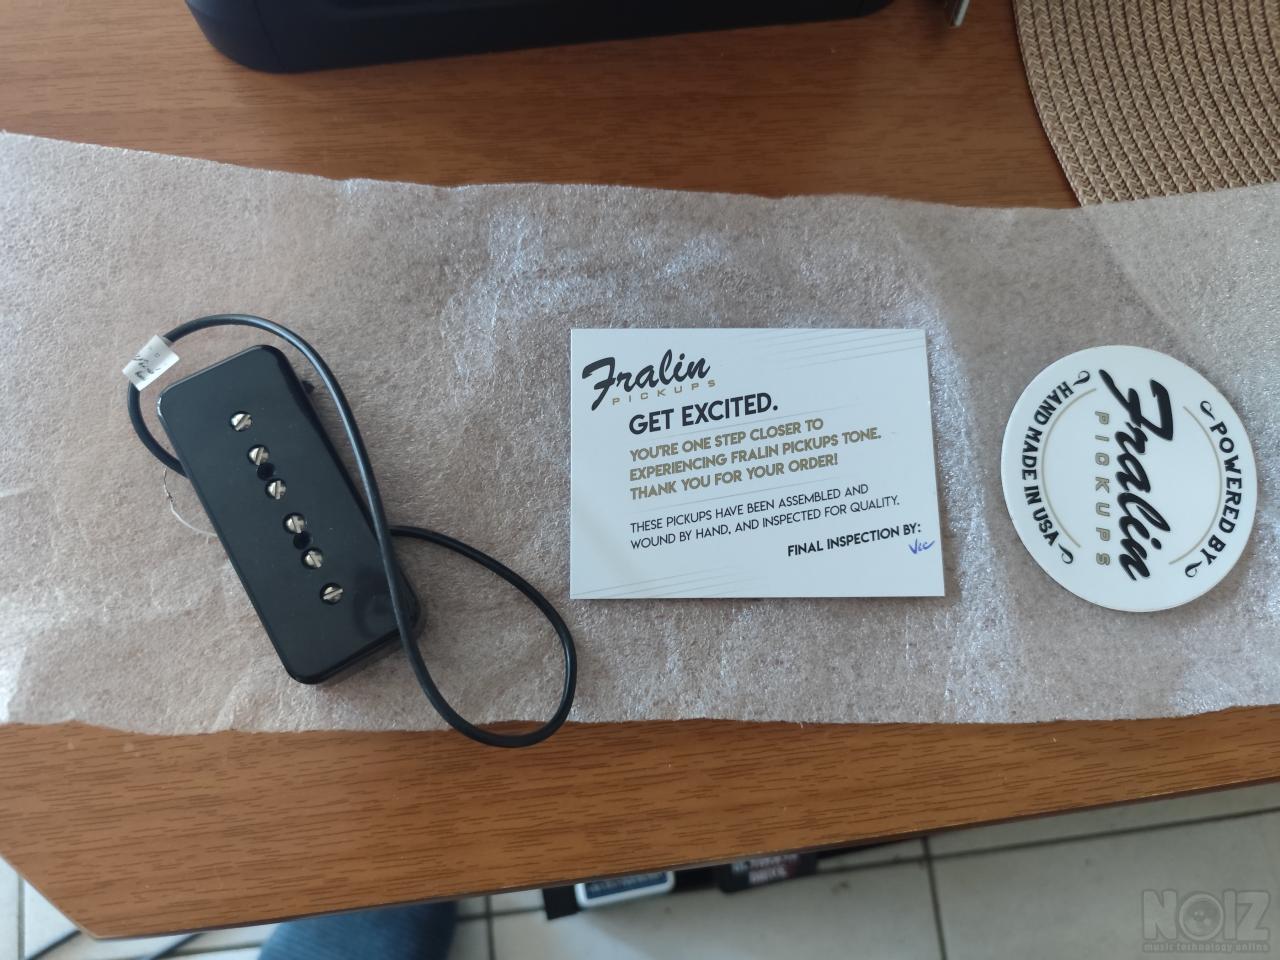 Fralin
PICKUPS
GET EXCITED.
YOU'RE ONE STEP CLOSER TO
EXPERIENCING FRALIN PICKUPS TONE.
THANK YOU FOR YOUR ORDER!
THESE PICKUPS HAVE BEEN ASSEMBLED AND
WOUND BY HAND, AND INSPECTED FOR QUALITY.
FINAL INSPECTION BY:
POWERED BY
Fralin
PICKUPS
HAND MADE IN USA
NOIZ
music technology online